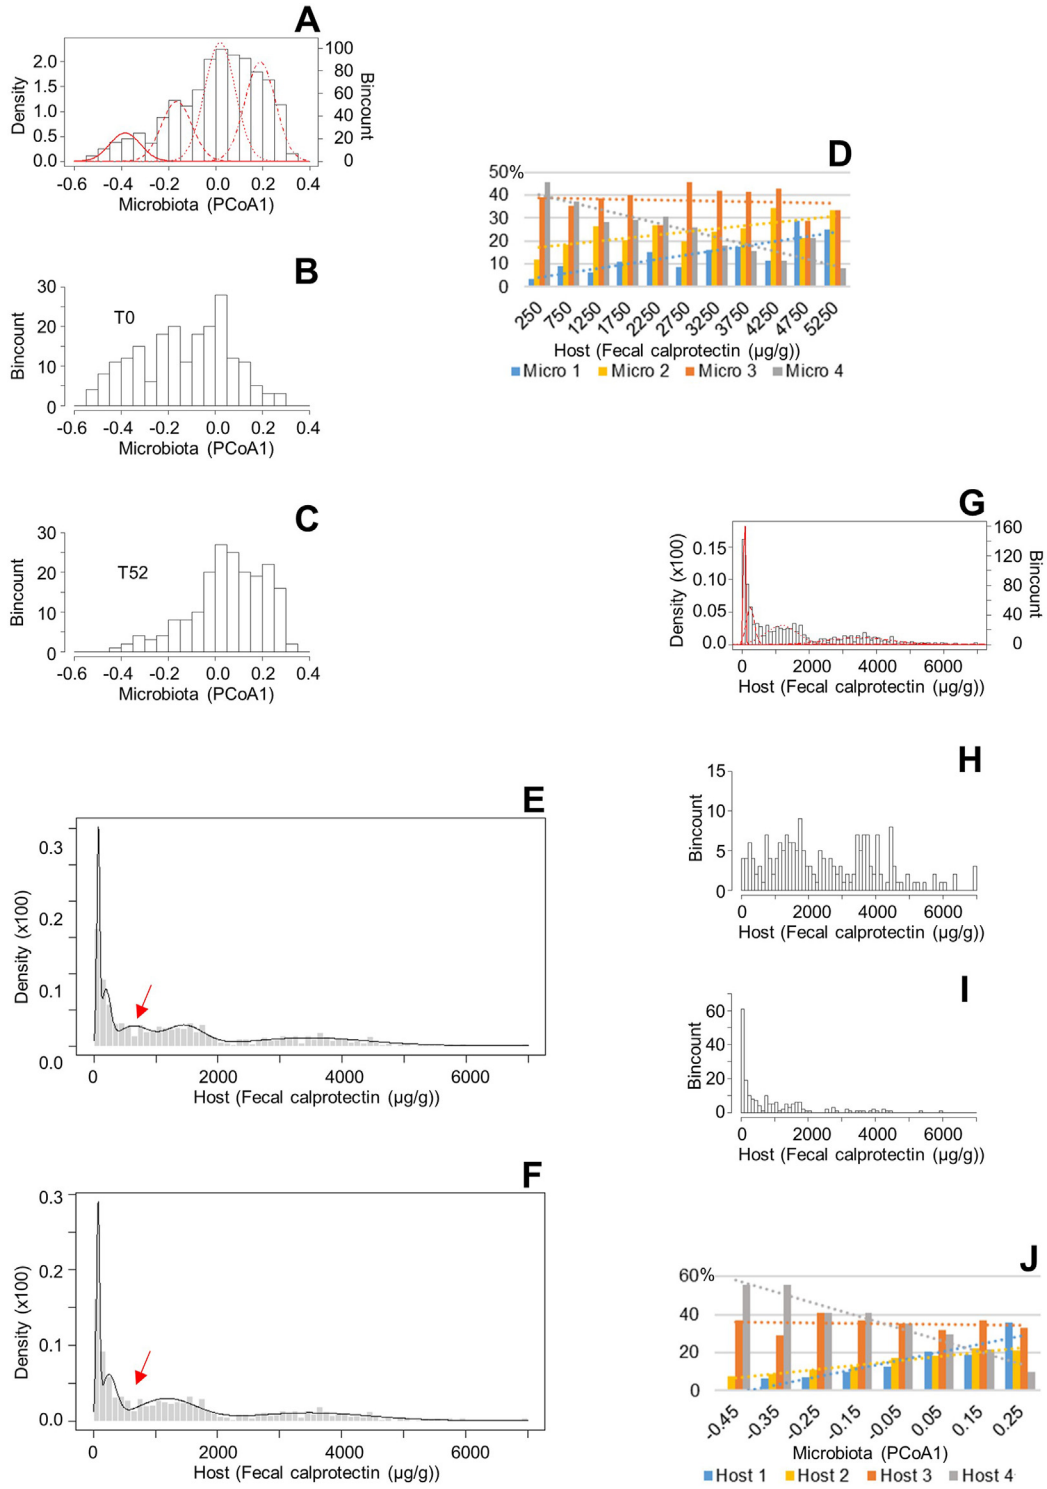 A
Density
2.0
1.5
1.0
0.5
0.0
100
80
60
40
20
0
Bincount
-0.6 -0.4 -0.2 0.0 0.2 0.4
Microbiota (PCoA1)
B
T0
Bincount
30
20
10
0
-0.6 -0.4 -0.2 0.0 0.2 0.4
Microbiota (PCoA1)
C
T52
Bincount
30
20
10
0
-0.6 -0.4 -0.2 0.0 0.2 0.4
Microbiota (PCoA1)
D
50%
40
30
20
10
0
250 750 1250 1750 2250 2750 3250 3750 4250 4750 5250
Host (Fecal calprotectin (µg/g))
Micro 1 Micro 2 Micro 3 Micro 4
E
Density (x100)
0.3
0.2
0.1
0.0
0 2000 4000 6000
Host (Fecal calprotectin (µg/g))
F
Density (x100)
0.3
0.2
0.1
0.0
0 2000 4000 6000
Host (Fecal calprotectin (µg/g))
G
Density (x100)
0.15
0.10
0.05
0.0
160
120
80
40
0
Bincount
0 2000 4000 6000
Host (Fecal calprotectin (µg/g))
H
Bincount
15
10
5
0
0 2000 4000 6000
Host (Fecal calprotectin (µg/g))
I
Bincount
60
40
20
0
0 2000 4000 6000
Host (Fecal calprotectin (µg/g))
J
60%
40
20
0
-0.45 -0.35 -0.25 -0.15 -0.05 0.05 0.15 0.25
Microbiota (PCoA1)
Host 1 Host 2 Host 3 Host 4